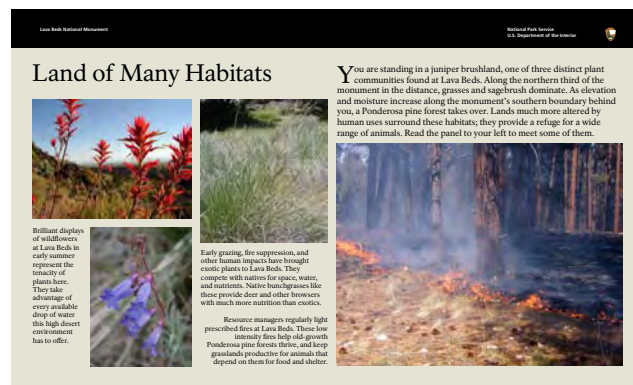 Lava Beds National Monument
National Park Service
U.S. Department of the Interior
Land of Many Habitats
You are standing in a juniper brushland, one of three distinct plant
communities found at Lava Beds. Along the northern third of the
monument in the distance, grasses and sagebrush dominate. As elevation
and moisture increase along the monument's southern boundary behind
you, a Ponderosa pine forest takes over. Lands much more altered by
human uses surround these habitats; they provide a refuge for a wide
range of animals. Read the panel to your left to meet some of them.
Brilliant displays
of wildflowers
at Lava Beds in
early summer
represent the
tenacity of
plants here.
They take
advantage of
every available
drop of water
this high desert
environment
has to offer.
Early grazing, fire suppression, and
other human impacts have brought
exotic plants to Lava Beds. They
compete with natives for space, water,
and nutrients. Native bunchgrasses like
these provide deer and other browsers
with much more nutrition than exotics.
Resource managers regularly light
prescribed fires at Lava Beds. These low
intensity fires help old-growth
Ponderosa pine forests thrive, and keep
grasslands productive for animals that
depend on them for food and shelter.